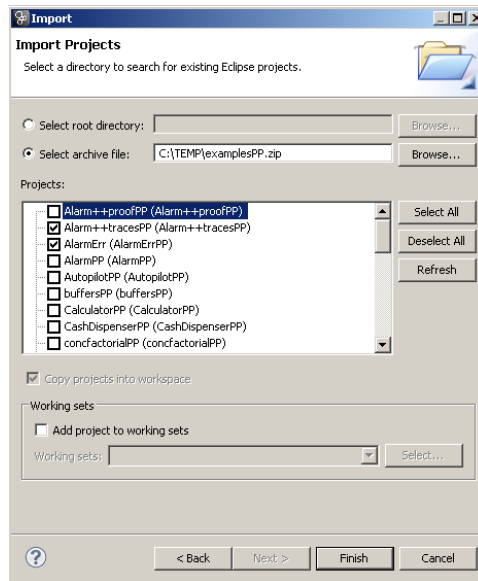 Import
Import Projects
Select a directory to search for existing Eclipse projects.
Select root directory: Browse...
Select archive file: C:\TEMP\examplesPP.zip Browse...
Projects:
Alarm++proofPP (Alarm++proofPP) Select All
Alarm++tracesPP (Alarm++tracesPP)
AlarmErr (AlarmErrPP) Deselect All
AlarmPP (AlarmPP)
AutopilotPP (AutopilotPP) Refresh
buffersPP (buffersPP)
CalculatorPP (CalculatorPP)
CashDispenserPP (CashDispenserPP)
concfactorialPP (concfactorialPP)
Copy projects into workspace
Working sets
Add project to working sets
Working sets: Select...
? < Back Next > Finish Cancel